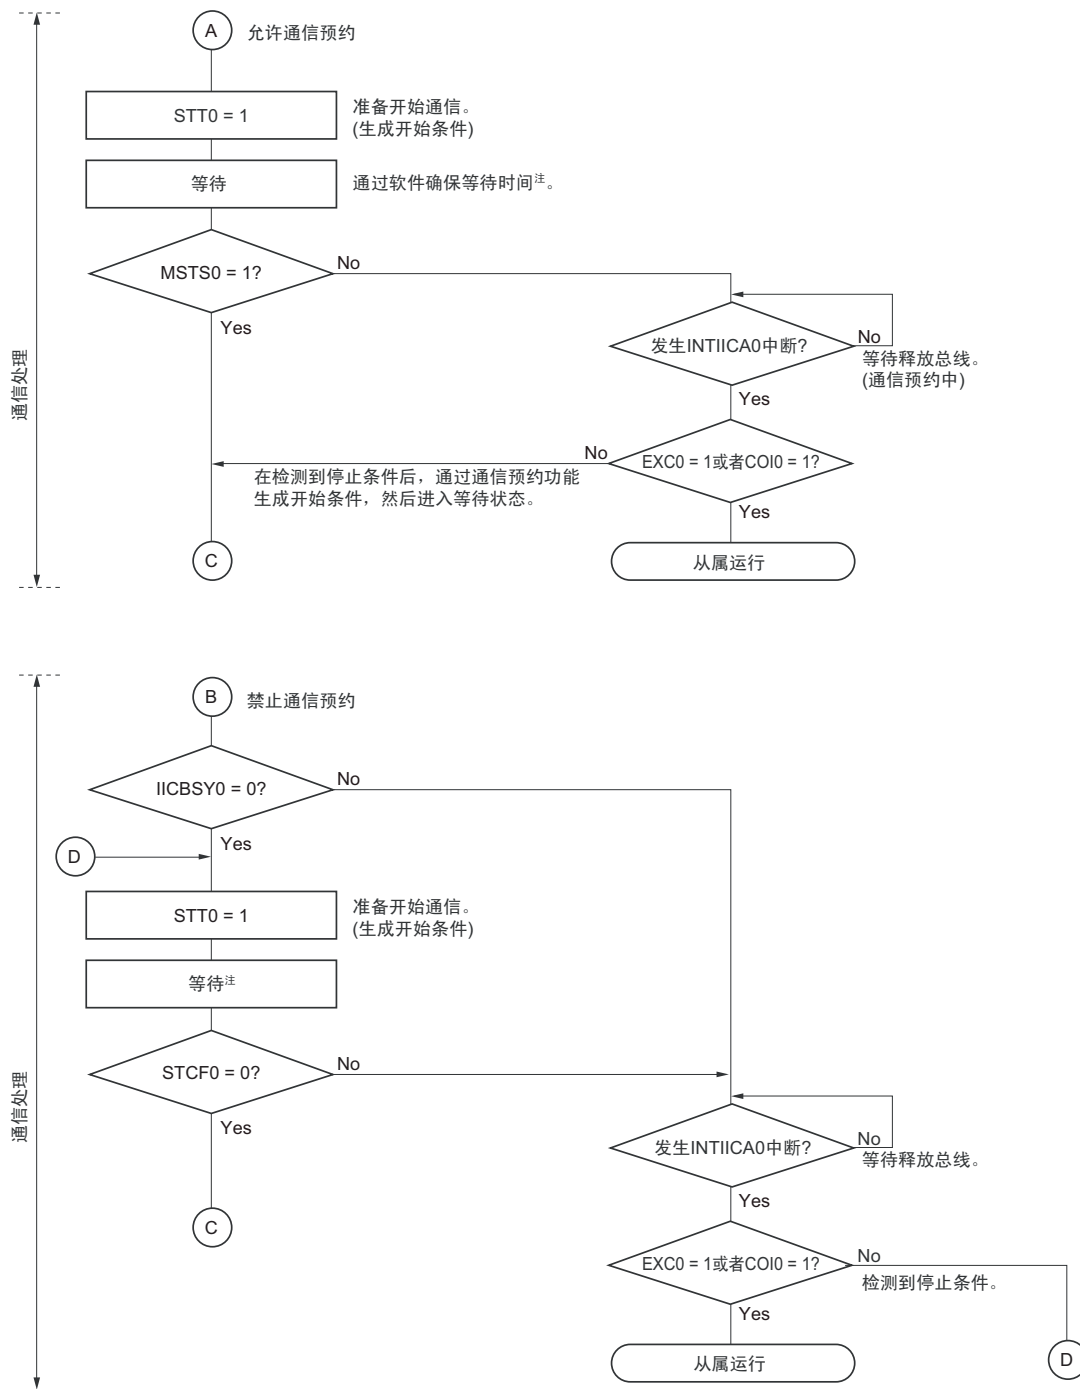 A
允许通信预约
STT0 = 1
准备开始通信。
(生成开始条件)
等待
通过软件确保等待时间注。
MSTS0 = 1?
No
Yes
发生INTIICA0中断?
No
等待释放总线。
(通信预约中)
Yes
EXC0 = 1或者COI0 = 1?
No
在检测到停止条件后，通过通信预约功能
生成开始条件，然后进入等待状态。
Yes
C
从属运行
通信处理
B
禁止通信预约
IICBSY0 = 0?
No
Yes
D
STT0 = 1
准备开始通信。
(生成开始条件)
等待注
STCF0 = 0?
No
Yes
发生INTIICA0中断?
No
等待释放总线。
Yes
C
EXC0 = 1或者COI0 = 1?
No
检测到停止条件。
Yes
从属运行
D
通信处理